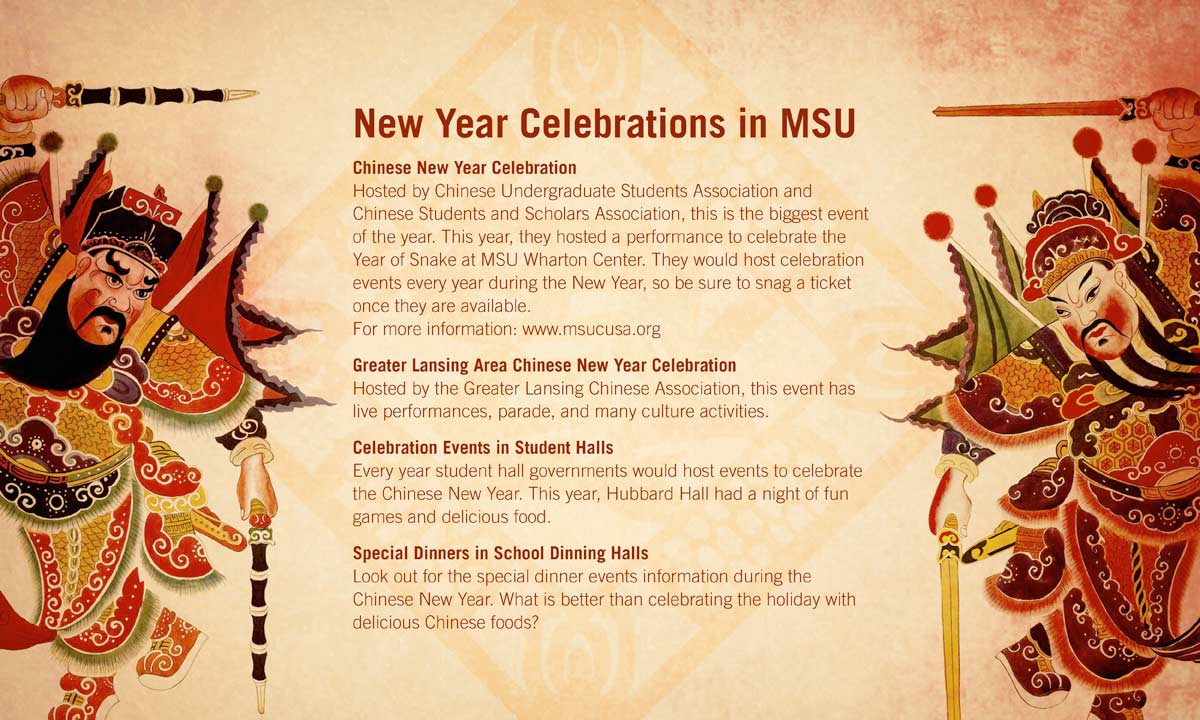 New Year Celebrations in MSU
Chinese New Year Celebration
Hosted by Chinese Undergraduate Students Association and
Chinese Students and Scholars Association, this is the biggest event
of the year. This year, they hosted a performance to celebrate the
Year of Snake at MSU Wharton Center. They would host celebration
events every year during the New Year, so be sure to snag a ticket
once they are available.
For more information: www.msucusa.org
Greater Lansing Area Chinese New Year Celebration
Hosted by the Greater Lansing Chinese Association, this event has
live performances, parade, and many culture activities.
Celebration Events in Student Halls
Every year student hall governments would host events to celebrate
the Chinese New Year. This year, Hubbard Hall had a night of fun
games and delicious food.
Special Dinners in School Dinning Halls
Look out for the special dinner events information during the
Chinese New Year. What is better than celebrating the holiday with
delicious Chinese foods?